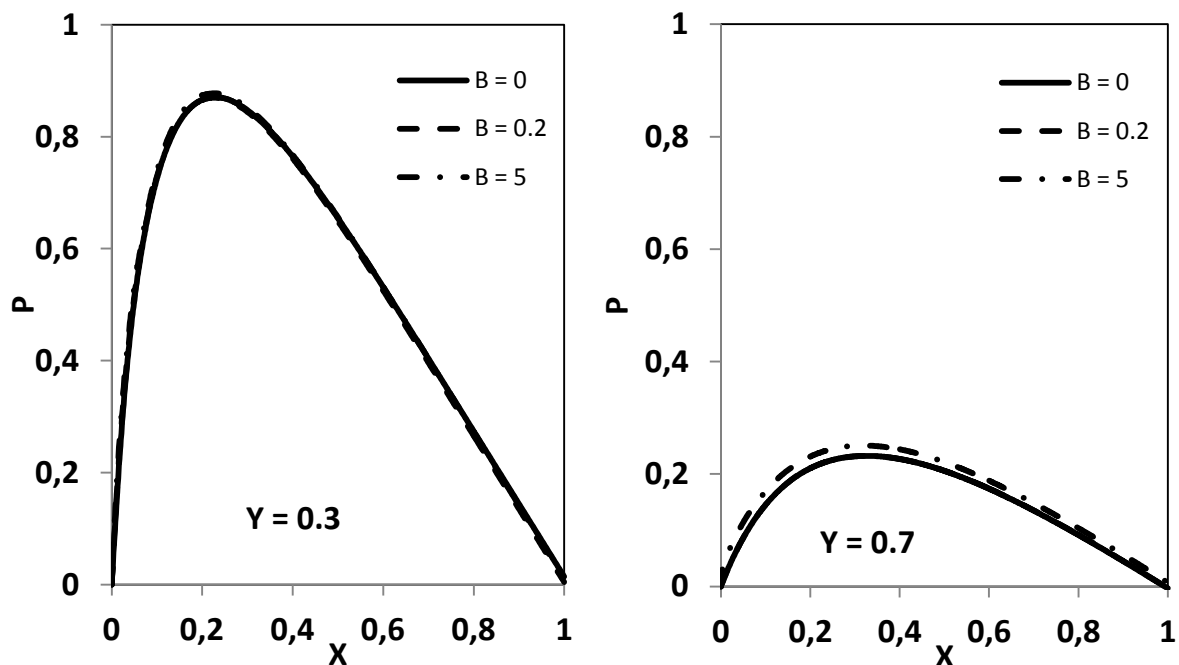 1
0,8
0,6
0,4
0,2
0
P
B = 0
B = 0.2
B = 5
Y = 0.3
0 0,2 0,4 0,6 0,8 1
X
1
0,8
0,6
0,4
0,2
0
P
B = 0
B = 0.2
B = 5
Y = 0.7
0 0,2 0,4 0,6 0,8 1
X